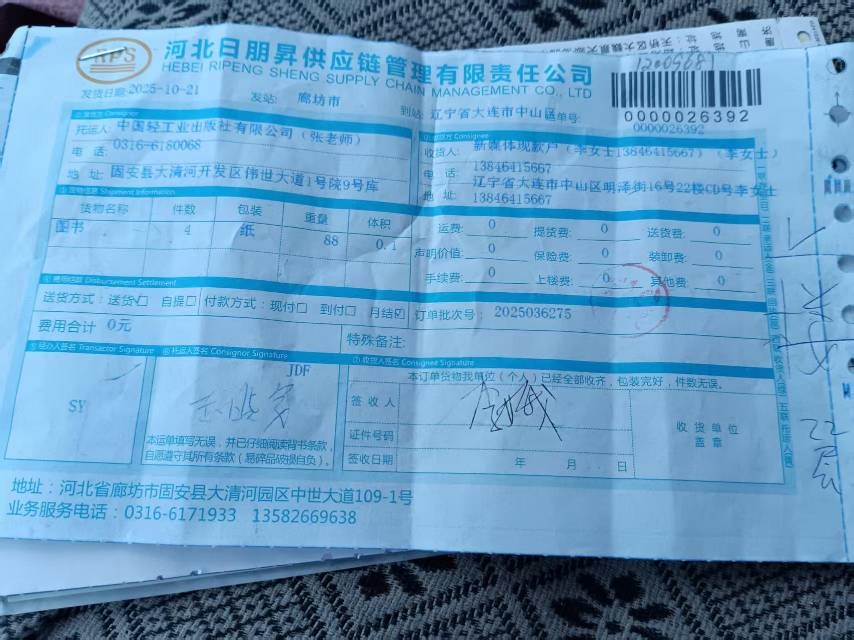 RPS
河北日朋昇供应链管理有限责任公司
HEBEI RIPENG SHENG SUPPLY CHAIN MANAGEMENT CO., LTD
12009681
发货日期:2025-10-21 发站: 廊坊市 到站: 辽宁省大连市中山区 运单号:
0000026392
0000026392
托运人: 中国轻工业出版社有限公司（张老师）
电 话: 0316-6180068
地 址: 固安县大清河开发区伟世大道1号院9号库
收货人: 新媒体现款户（李女士13846415667）（李女士）
电 话: 13846415667
地 址: 辽宁省大连市中山区明泽街16号22楼CD号李女士
13846415667
货物信息 Shipment Information
货物名称 件数 包装 重量 体积
图书 4 纸 88 0.1
运费: 0 提货费: 0 送货费: 0
声明价值: 0 保险费: 0 装卸费: 0
手续费: 0 上楼费: 0 其他费: 0
费用结款 Disbursement Settlement
送货方式: 送货☑ 自提☐ 付款方式: 现付☐ 到付☐ 月结☑ 订单批次号: 2025036275
费用合计 0元
特殊备注:
⑤ 经办人签名 Transactor Signature ⑥ 托运人签名 Consignor Signature ⑦ 收货人签名 Consignee Signature
SY
JDF
本运单填写无误，并已仔细阅读背书条款，
自愿遵守其所有条款（易碎品破损自负）。
本订单货物我单位（个人）已经全部收齐，包装完好，件数无误。
签收人
证件号码
签收日期 年 月 日
收货单位
盖章
22层
地址：河北省廊坊市固安县大清河园区中世大道109-1号
业务服务电话：0316-6171933 13582669638